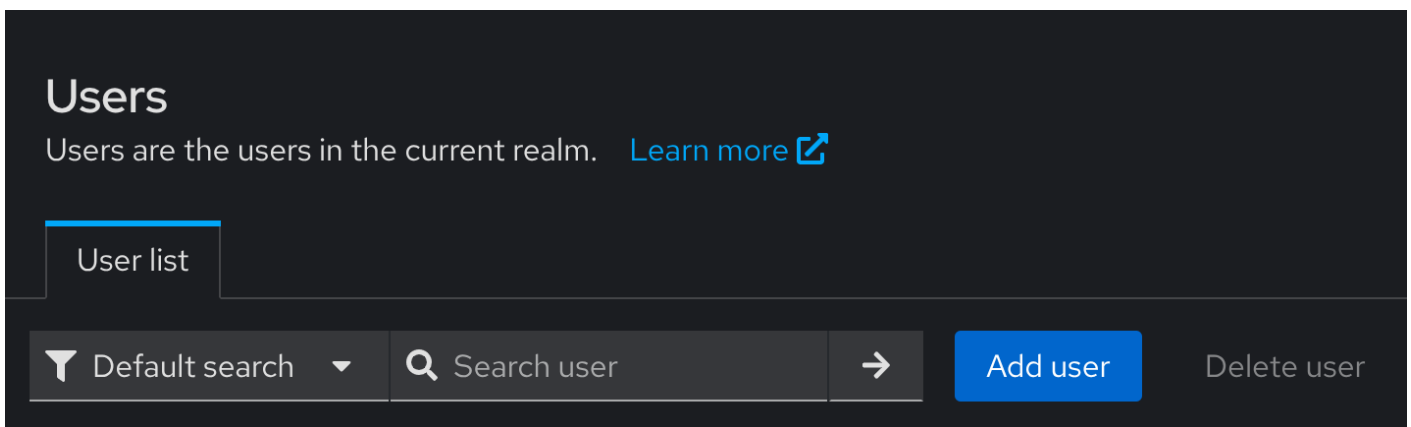 Users
Users are the users in the current realm. Learn more
User list
Default search Search user Add user Delete user